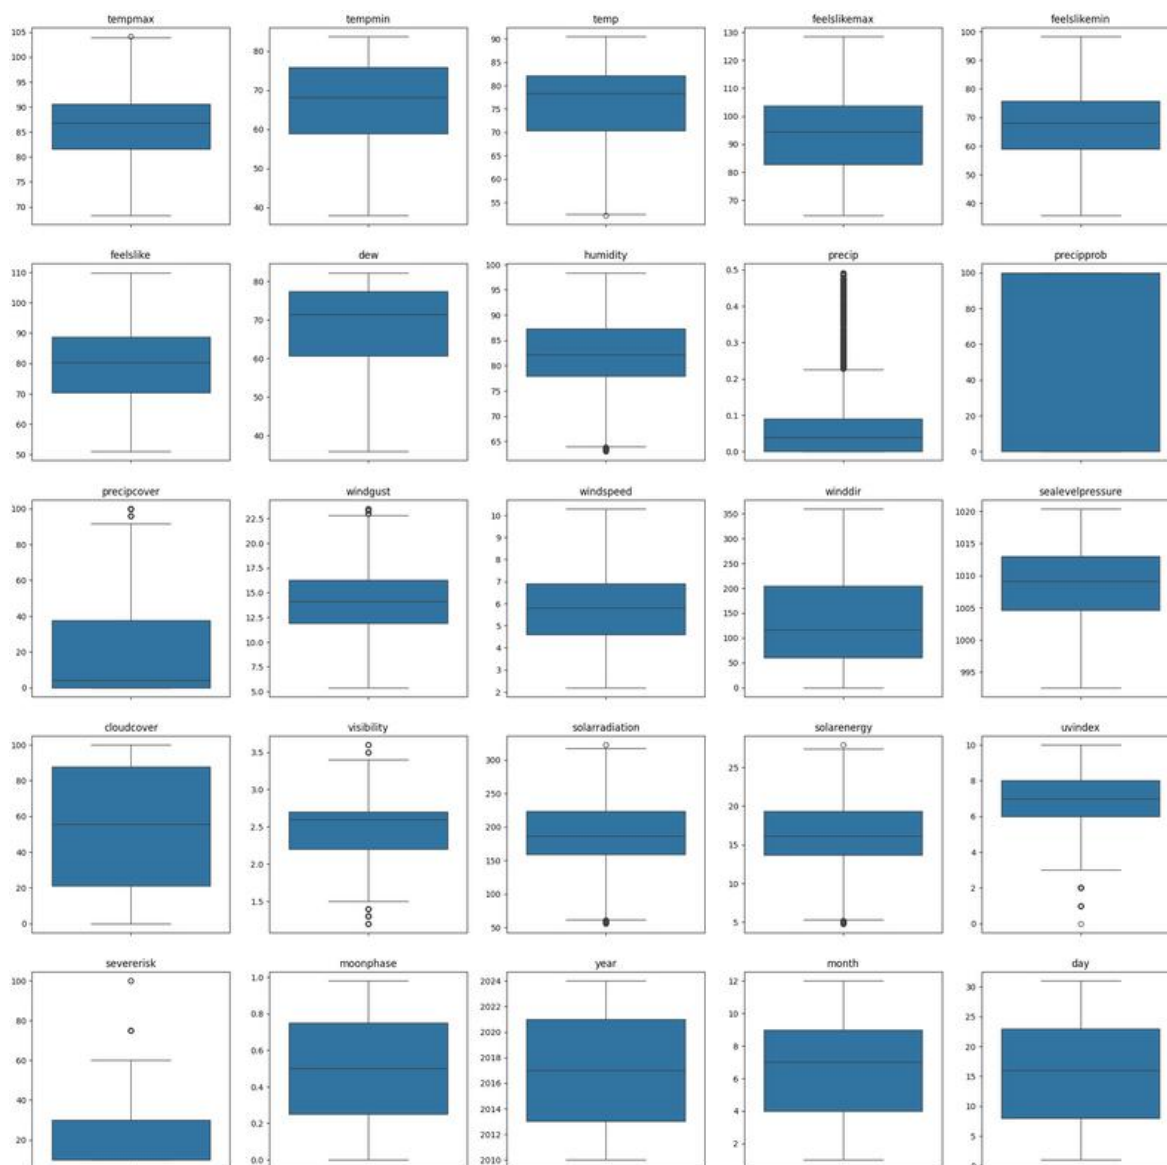 tempmax tempmin temp feelslikemax feelslikemin
105 100 95 90 85 80 75 70
80 70 60 50 40
90 85 80 75 70 65 60 55
130 120 110 100 90 80 70
100 90 80 70 60 50 40
feelslike dew humidity precip precipprob
110 100 90 80 70 60 50
80 70 60 50 40
100 95 90 85 80 75 70 65
0.5 0.4 0.3 0.2 0.1 0.0
100 80 60 40 20 0
precipcover windgust windspeed winddir sealevelpressure
100 80 60 40 20 0
22.5 20.0 17.5 15.0 12.5 10.0 7.5 5.0
10 9 8 7 6 5 4 3 2
350 300 250 200 150 100 50 0
1020 1015 1010 1005 1000 995
cloudcover visibility solarradiation solarenergy uvindex
100 80 60 40 20 0
3.5 3.0 2.5 2.0 1.5
300 250 200 150 100 50
25 20 15 10 5
10 8 6 4 2 0
severerisk moonphase year month day
100 80 60 40 20
1.0 0.8 0.6 0.4 0.2 0.0
2024 2022 2020 2018 2016 2014 2012 2010
12 10 8 6 4 2
30 25 20 15 10 5